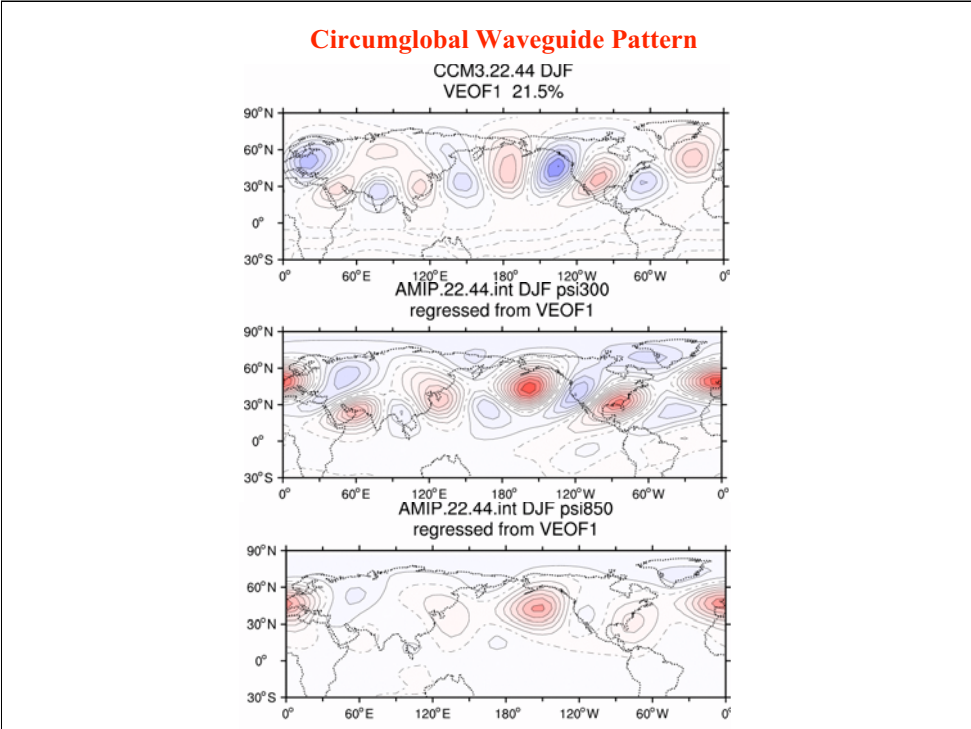 Circumglobal Waveguide Pattern
CCM3.22.44 DJF
VEOF1 21.5%
90°N
60°N
30°N
0°
30°S
0° 60°E 120°E 180° 120°W 60°W 0°
AMIP.22.44.int DJF psi300
regressed from VEOF1
90°N
60°N
30°N
0°
30°S
0° 60°E 120°E 180° 120°W 60°W 0°
AMIP.22.44.int DJF psi850
regressed from VEOF1
90°N
60°N
30°N
0°
30°S
0° 60°E 120°E 180° 120°W 60°W 0°